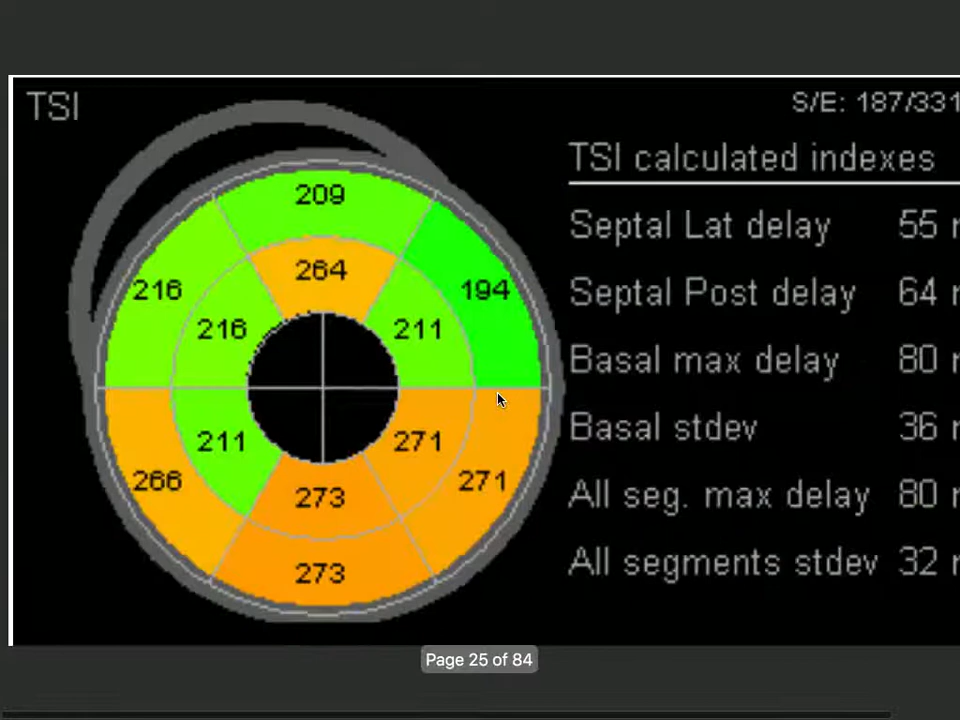 TSI
S/E: 187/331
TSI calculated indexes
209
264
216
194
216
211
211
271
266
271
273
273
Septal Lat delay 55
Septal Post delay 64
Basal max delay 80
Basal stdev 36
All seg. max delay 80
All segments stdev 32
Page 25 of 84